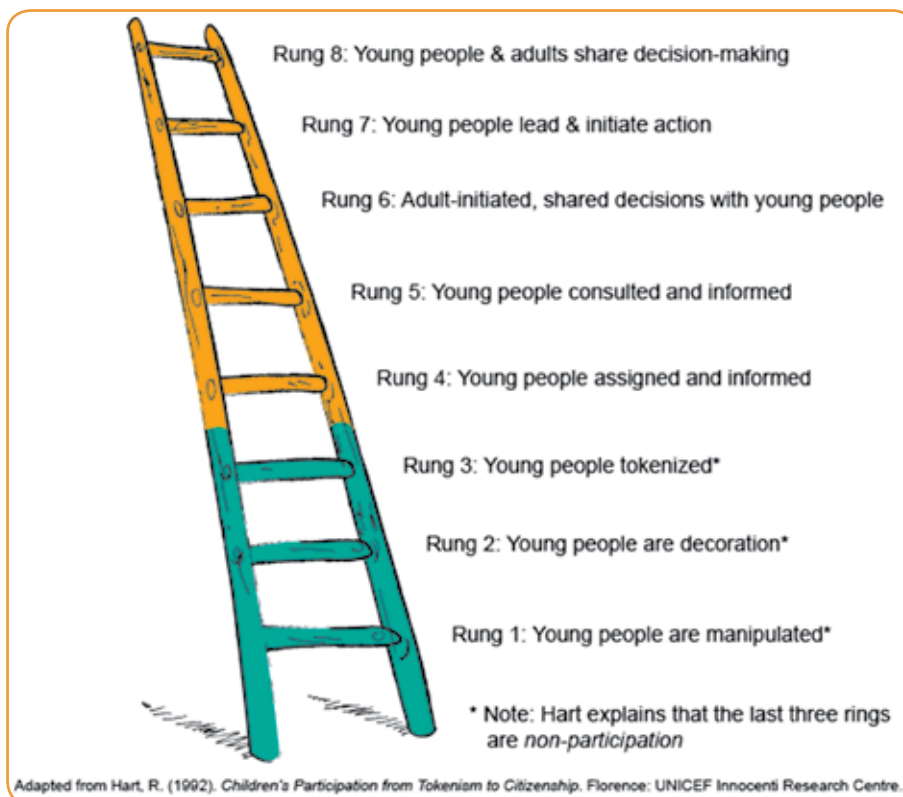 Rung 8: Young people & adults share decision-making
Rung 7: Young people lead & initiate action
Rung 6: Adult-initiated, shared decisions with young people
Rung 5: Young people consulted and informed
Rung 4: Young people assigned and informed
Rung 3: Young people tokenized*
Rung 2: Young people are decoration*
Rung 1: Young people are manipulated*
* Note: Hart explains that the last three rings
are non-participation
Adapted from Hart, R. (1992). Children's Participation from Tokenism to Citizenship. Florence: UNICEF Innocenti Research Centre.